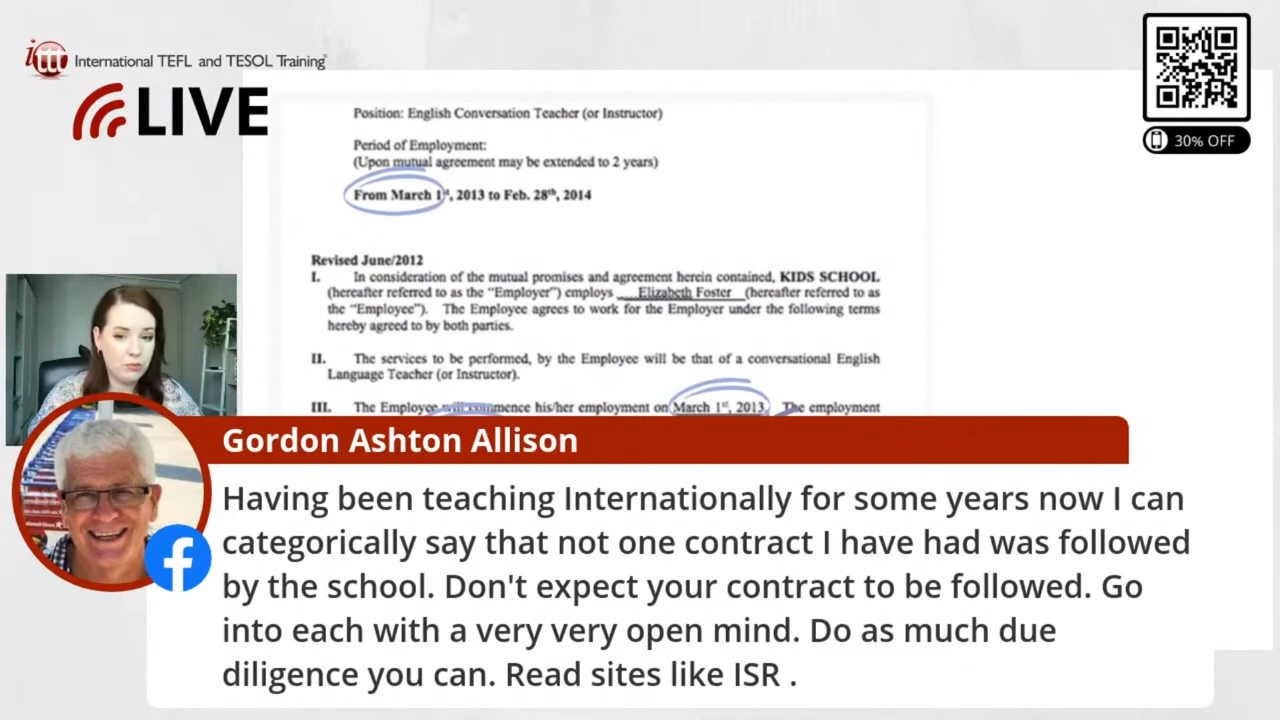 ittt International TEFL and TESOL Training
LIVE
30% OFF
Position: English Conversation Teacher (or Instructor)
Period of Employment:
(Upon mutual agreement may be extended to 2 years)
From March 1st, 2013 to Feb. 28th, 2014
Revised June/2012
I. In consideration of the mutual promises and agreement herein contained, KIDS SCHOOL
(hereafter referred to as the "Employer") employs Elizabeth Foster (hereafter referred to as
the "Employee"). The Employee agrees to work for the Employer under the following terms
hereby agreed to by both parties.
II. The services to be performed, by the Employee will be that of a conversational English
Language Teacher (or Instructor).
III. The Employee will commence his/her employment on March 1st, 2013. The employment
Gordon Ashton Allison
Having been teaching Internationally for some years now I can
categorically say that not one contract I have had was followed
by the school. Don't expect your contract to be followed. Go
into each with a very very open mind. Do as much due
diligence you can. Read sites like ISR .